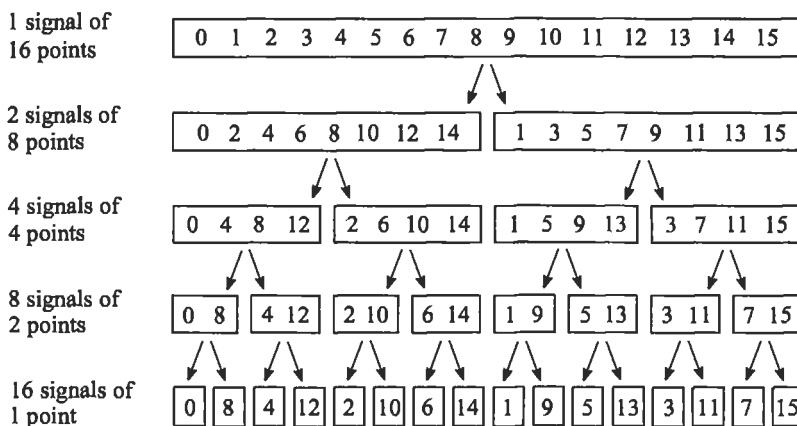 1 signal of
16 points
0 1 2 3 4 5 6 7 8 9 10 11 12 13 14 15
2 signals of
8 points
0 2 4 6 8 10 12 14 1 3 5 7 9 11 13 15
4 signals of
4 points
0 4 8 12 2 6 10 14 1 5 9 13 3 7 11 15
8 signals of
2 points
0 8 4 12 2 10 6 14 1 9 5 13 3 11 7 15
16 signals of
1 point
0 8 4 12 2 10 6 14 1 9 5 13 3 11 7 15